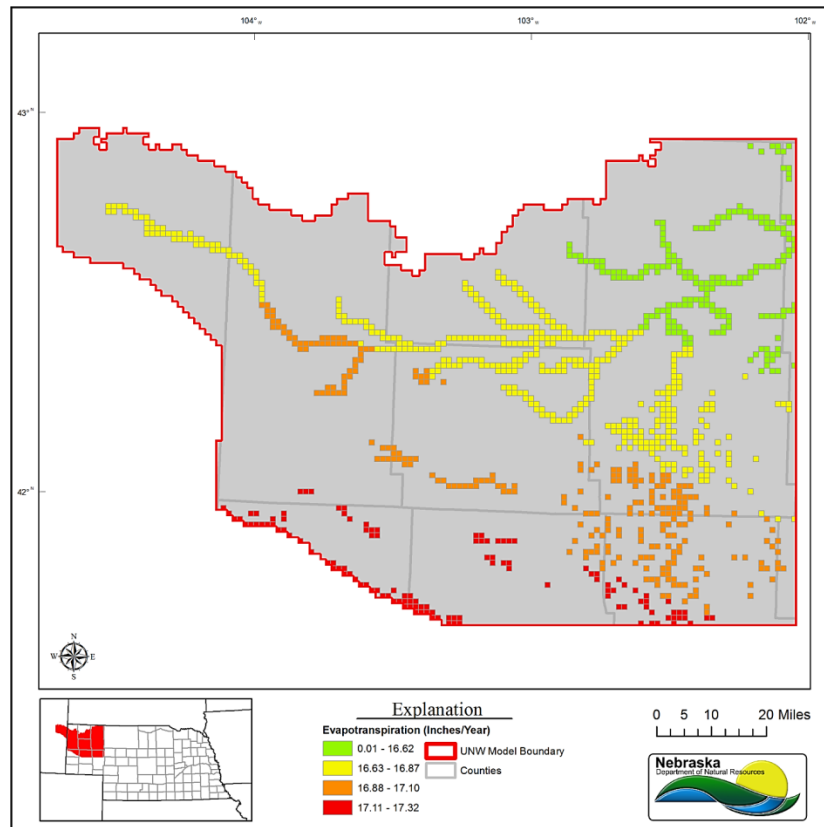 104°
103°
102°
43°N
42°
N
W E
S
Explanation
Evapotranspiration (Inches/Year)
0.01 - 16.62
16.63 - 16.87
16.88 - 17.10
17.11 - 17.32
UNW Model Boundary
Counties
0 5 10 20 Miles
Nebraska
Department of Natural Resources